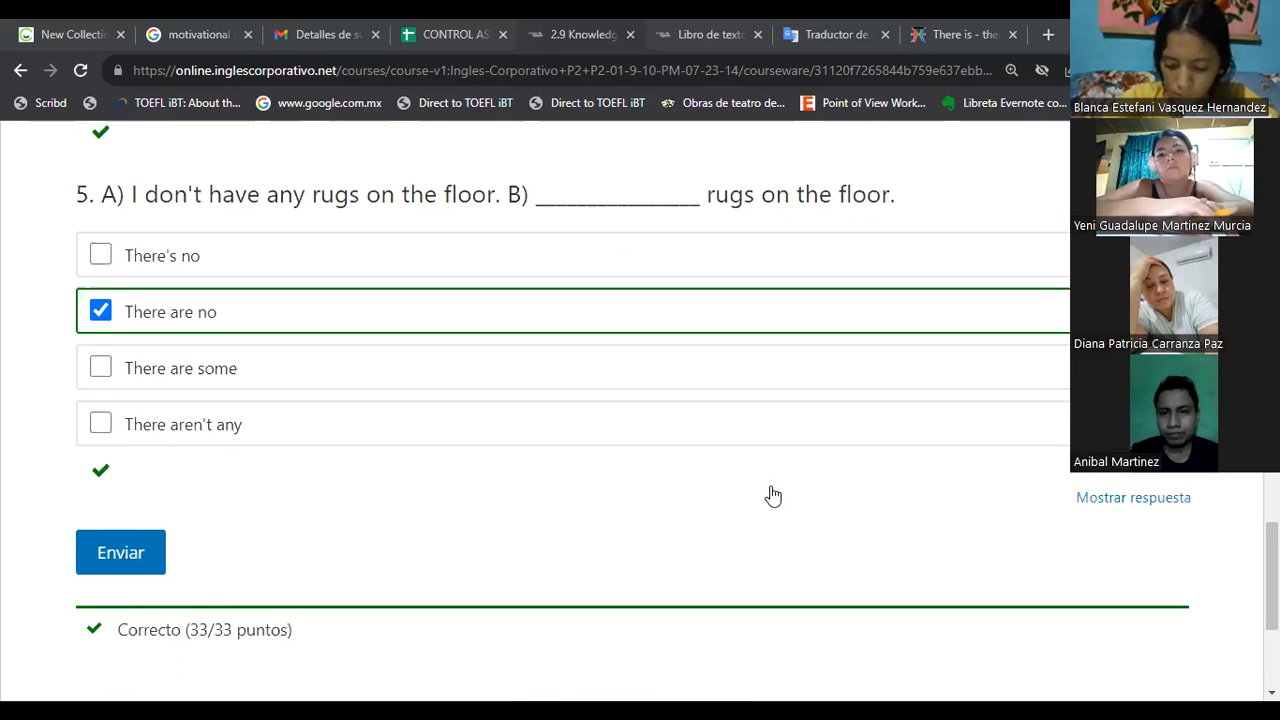 New Collecti
motivational
Detalles de su
CONTROL AS
2.9 Knowledg
Libro de texto
Traductor de
There is - the
https://online.inglescorporativo.net/courses/course-v1:Ingles-Corporativo+P2+P2-01-9-10-PM-07-23-14/courseware/31120f7265844b759e637ebb...
Scribd
TOEFL iBT: About th...
www.google.com.mx
Direct to TOEFL iBT
Direct to TOEFL iBT
Obras de teatro de...
Point of View Work...
Libreta Evernote co...
5. A) I don't have any rugs on the floor. B) ________________ rugs on the floor.
There's no
There are no
There are some
There aren't any
Mostrar respuesta
Enviar
Correcto (33/33 puntos)
Blanca Estefani Vasquez Hernandez
Yeni Guadalupe Martinez Murcia
Diana Patricia Carranza Paz
Anibal Martinez